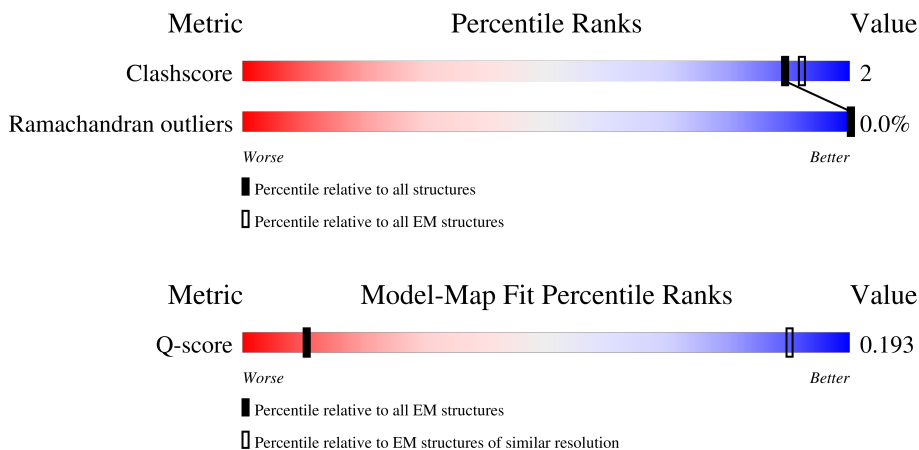 Metric Percentile Ranks Value
Clashscore 2
Ramachandran outliers 0.0%
Worse Better
Percentile relative to all structures
Percentile relative to all EM structures
Metric Model-Map Fit Percentile Ranks Value
Q-score 0.193
Worse Better
Percentile relative to all EM structures
Percentile relative to EM structures of similar resolution